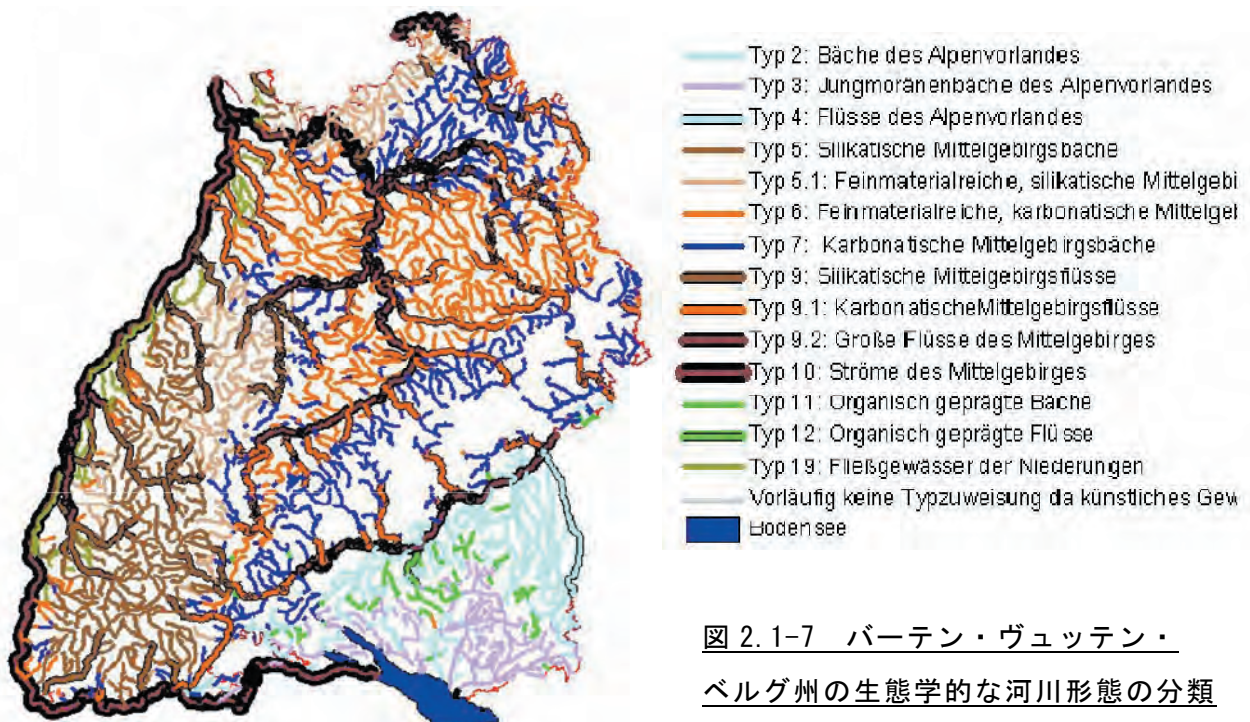 Typ 2: Bäche des Alpenvorlandes
Typ 3: Jungmoränenbäche des Alpenvorlandes
Typ 4: Flüsse des Alpenvorlandes
Typ 5: Silikatische Mittelgebirgsbäche
Typ 5.1: Feinmaterialreiche, silikatische Mittelgebi
Typ 6: Feinmaterialreiche, karbonatische Mittelgel
Typ 7: Karbonatische Mittelgebirgsbäche
Typ 9: Silikatische Mittelgebirgsflüsse
Typ 9.1: KarbonatischeMittelgebirgsflüsse
Typ 9.2: Große Flüsse des Mittelgebirges
Typ 10: Ströme des Mittelgebirges
Typ 11: Organisch geprägte Bäche
Typ 12: Organisch geprägte Flüsse
Typ 19: Fließgewässer der Niederungen
Vorläufig keine Typzuweisung da künstliches Gew
Bodensee
図 2.1-7 バーテン・ヴュッテン・
ベルグ州の生態学的な河川形態の分類